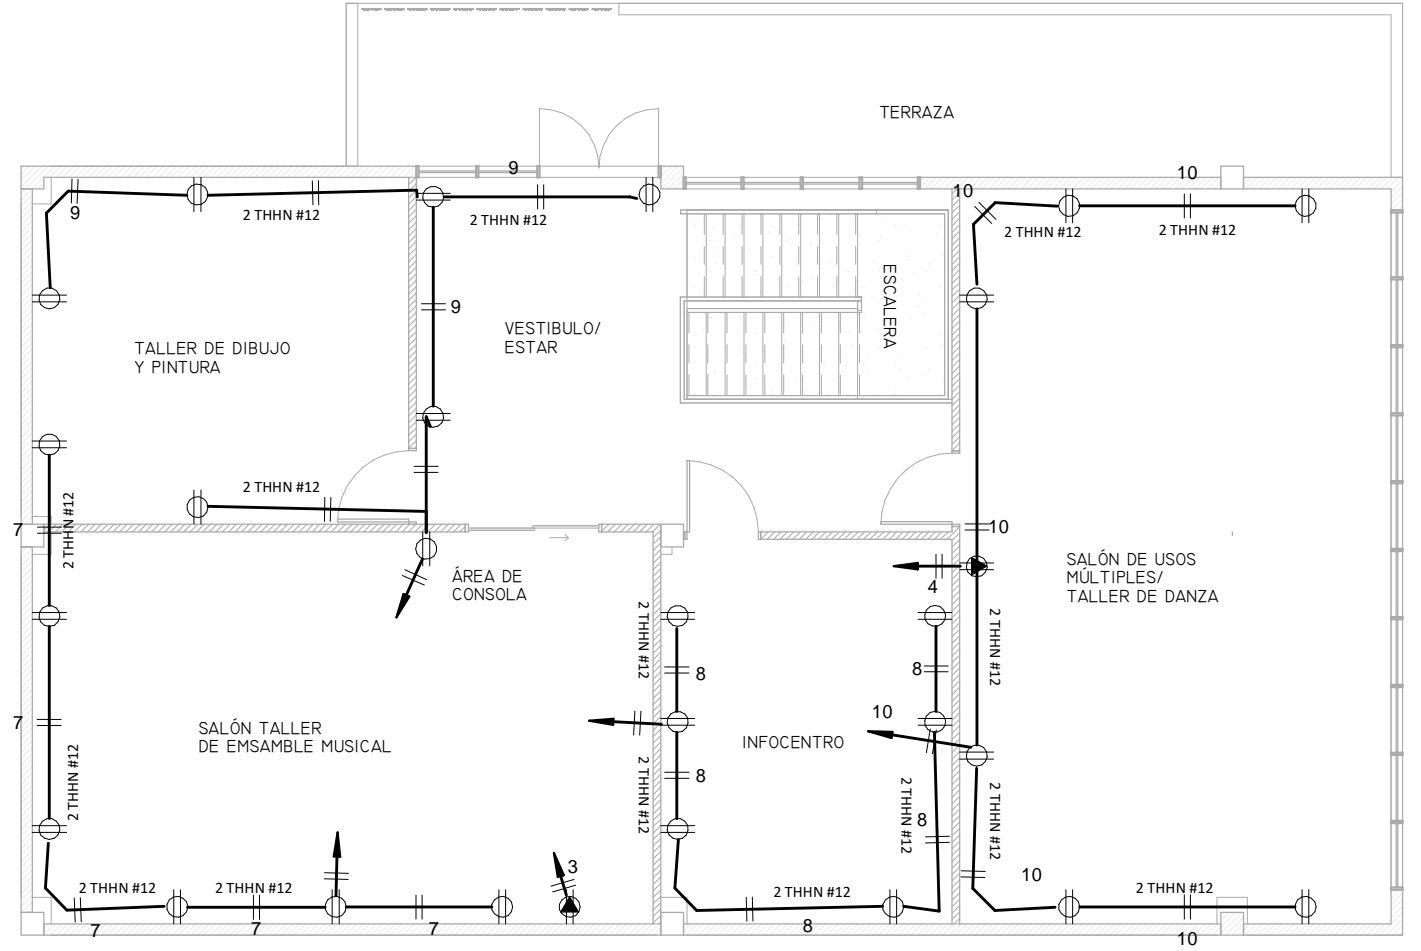 TERRAZA
9
10
10
9
2 THHN #12
2 THHN #12
2 THHN #12
2 THHN #12
9
ESCALERA
VESTIBULO/
ESTAR
TALLER DE DIBUJO
Y PINTURA
2 THHN #12
7
2 THHN #12
10
ÁREA DE
CONSOLA
4
SALÓN DE USOS
MÚLTIPLES/
TALLER DE DANZA
2 THHN #12
8
8
2 THHN #12
7
SALÓN TALLER
DE EMSAMBLE MUSICAL
10
INFOCENTRO
2 THHN #12
2 THHN #12
8
2 THHN #12
8
2 THHN #12
3
10
2 THHN #12
2 THHN #12
2 THHN #12
2 THHN #12
7
7
7
8
10